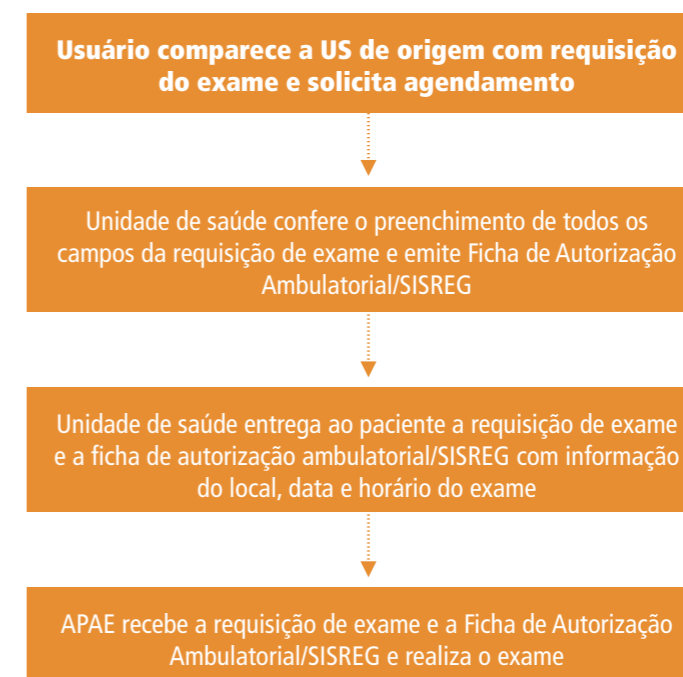 Usuário comparece a US de origem com requisição
do exame e solicita agendamento
Unidade de saúde confere o preenchimento de todos os
campos da requisição de exame e emite Ficha de Autorização
Ambulatorial/SISREG
Unidade de saúde entrega ao paciente a requisição de exame
e a ficha de autorização ambulatorial/SISREG com informação
do local, data e horário do exame
APAE recebe a requisição de exame e a Ficha de Autorização
Ambulatorial/SISREG e realiza o exame